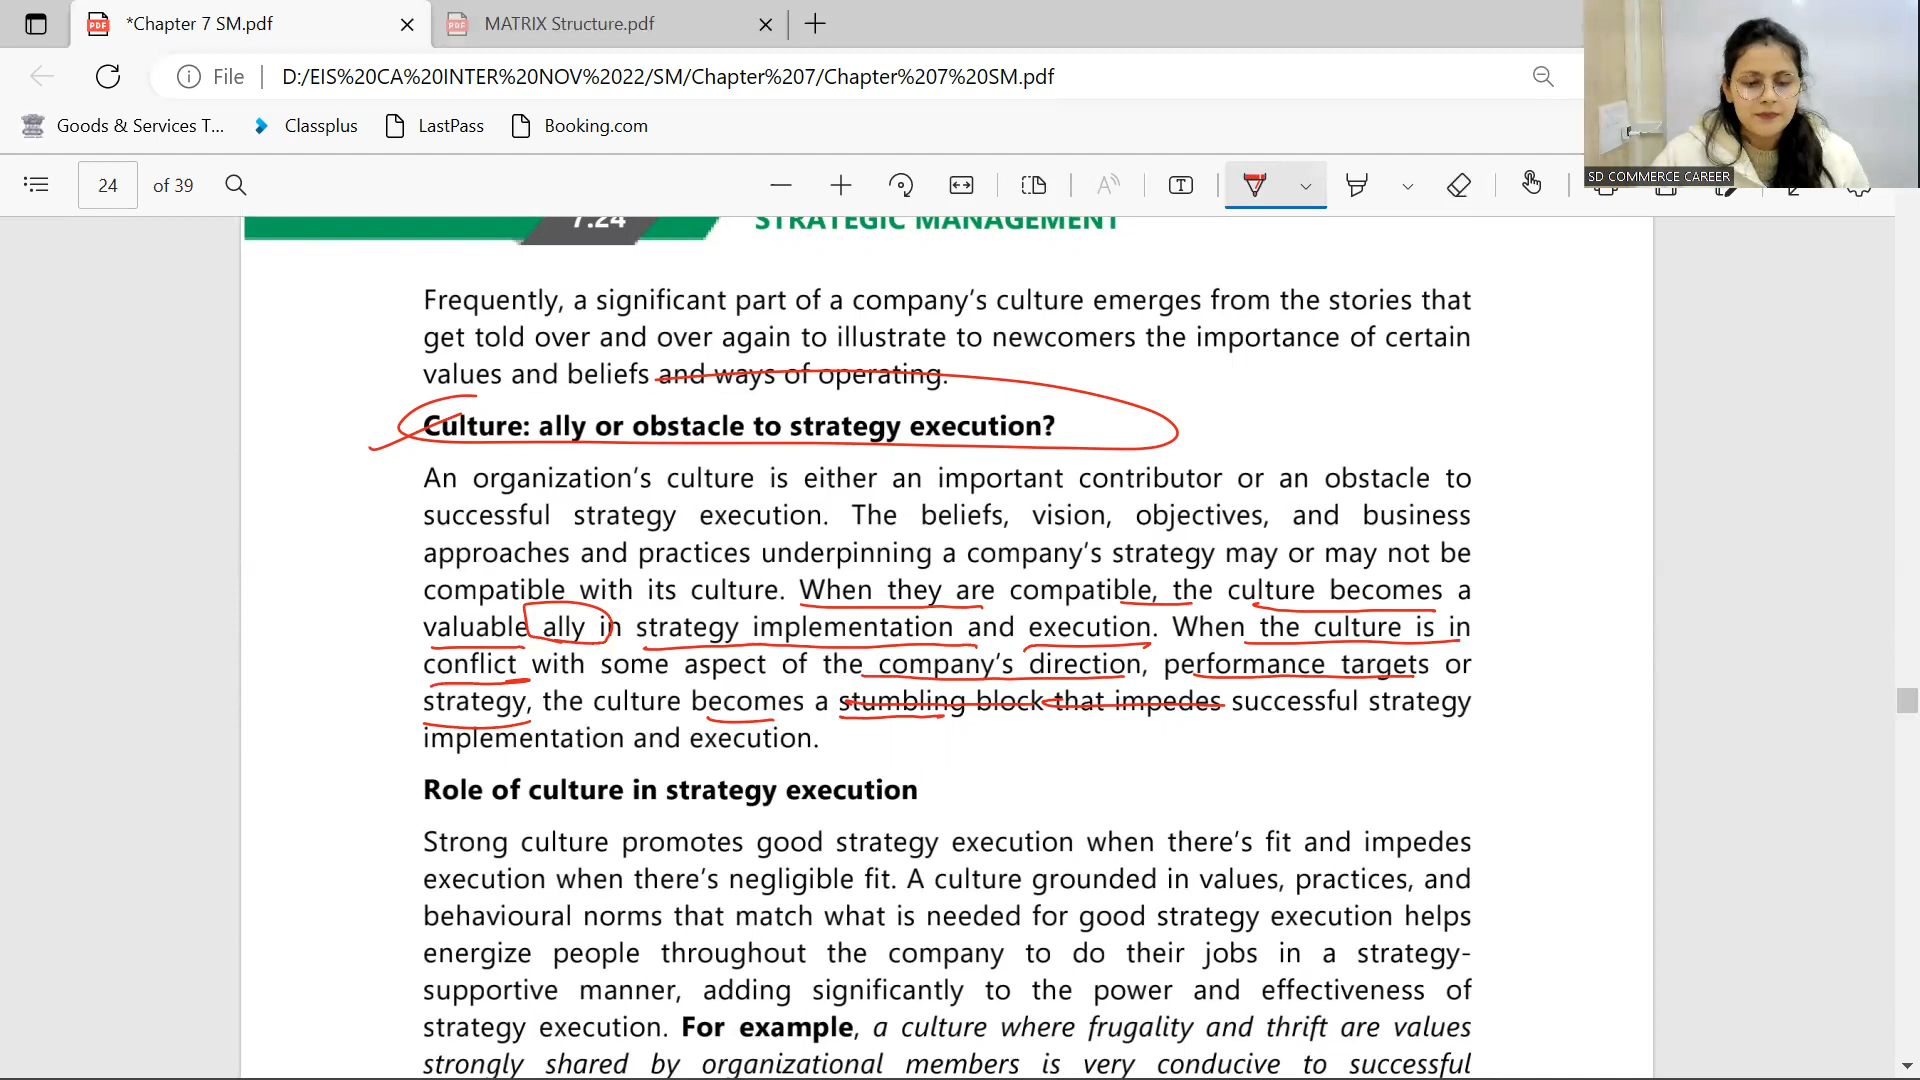 *Chapter 7 SM.pdf
MATRIX Structure.pdf
File
D:/EIS%20CA%20INTER%20NOV%2022/SM/Chapter%207/Chapter%207%20SM.pdf
Goods & Services T...
Classplus
LastPass
Booking.com
24
of 39
SD COMMERCE CAREER
7.24
STRATEGIC MANAGEMENT
Frequently, a significant part of a company’s culture emerges from the stories that
get told over and over again to illustrate to newcomers the importance of certain
values and beliefs and ways of operating.
Culture: ally or obstacle to strategy execution?
An organization’s culture is either an important contributor or an obstacle to
successful strategy execution. The beliefs, vision, objectives, and business
approaches and practices underpinning a company’s strategy may or may not be
compatible with its culture. When they are compatible, the culture becomes a
valuable ally in strategy implementation and execution. When the culture is in
conflict with some aspect of the company’s direction, performance targets or
strategy, the culture becomes a stumbling block that impedes successful strategy
implementation and execution.
Role of culture in strategy execution
Strong culture promotes good strategy execution when there’s fit and impedes
execution when there’s negligible fit. A culture grounded in values, practices, and
behavioural norms that match what is needed for good strategy execution helps
energize people throughout the company to do their jobs in a strategy-
supportive manner, adding significantly to the power and effectiveness of
strategy execution. For example, a culture where frugality and thrift are values
strongly shared by organizational members is very conducive to successful